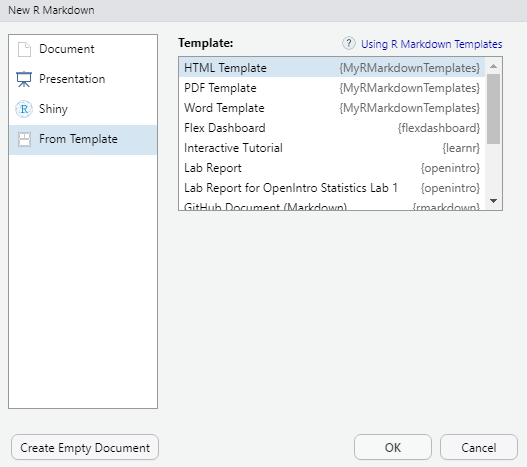 New R Markdown
Document
Presentation
R Shiny
From Template
Template:
? Using R Markdown Templates
HTML Template {MyRMarkdownTemplates}
PDF Template {MyRMarkdownTemplates}
Word Template {MyRMarkdownTemplates}
Flex Dashboard {flexdashboard}
Interactive Tutorial {learnr}
Lab Report {openintro}
Lab Report for OpenIntro Statistics Lab 1 {openintro}
GitHub Document (Markdown) {rmarkdown}
Create Empty Document
OK
Cancel